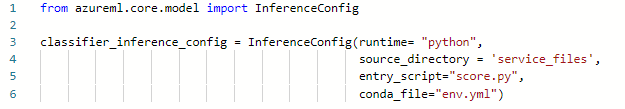 1 from azureml.core.model import InferenceConfig
2
3 classifier_inference_config = InferenceConfig(runtime= "python",
4 source_directory = 'service_files',
5 entry_script="score.py",
6 conda_file="env.yml")